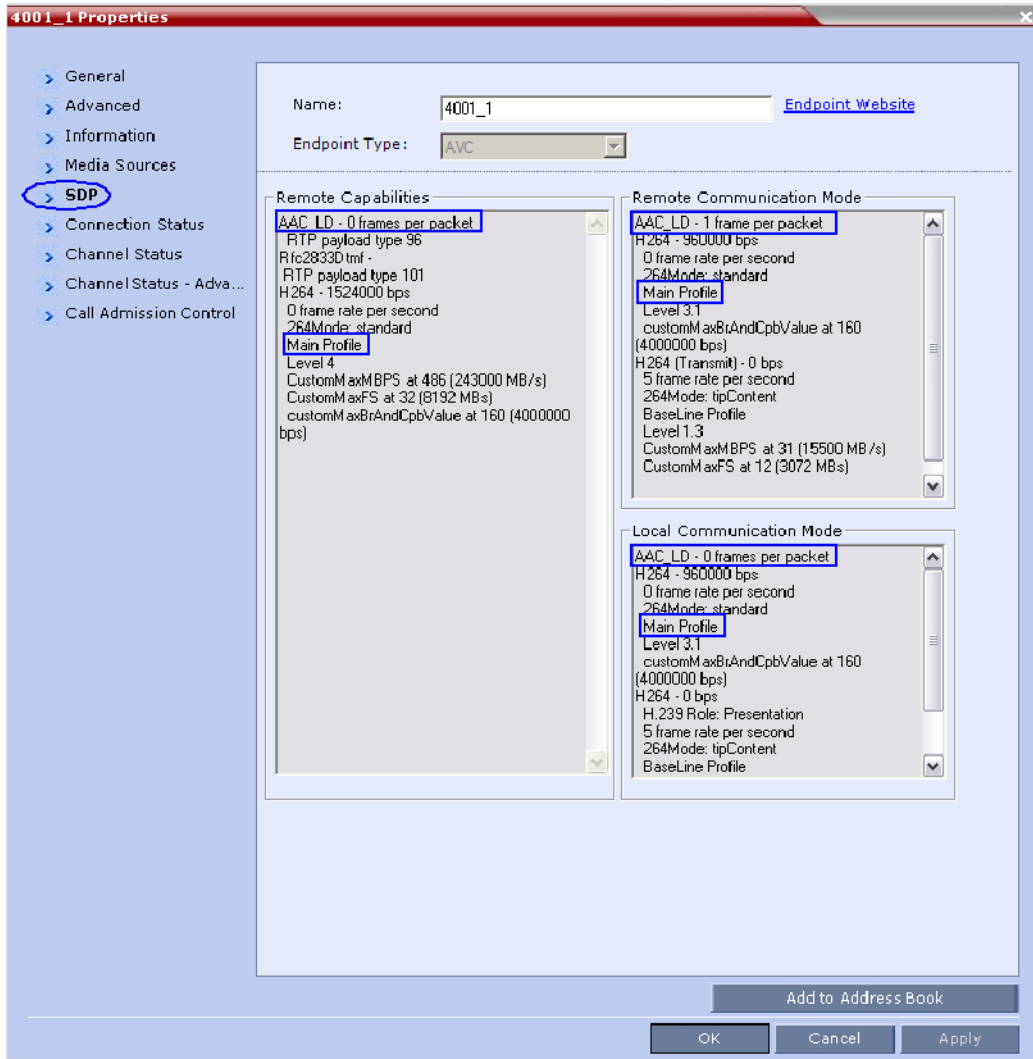 4001_1 Properties
General
Advanced
Information
Media Sources
SDP
Connection Status
Channel Status
Channel Status - Adva...
Call Admission Control
Name:
4001_1
Endpoint Website
Endpoint Type:
AVC
Remote Capabilities
AAC_LD - 0 frames per packet
RTP payload type 96
Rfc2833Dtmf -
RTP payload type 101
H264 - 1524000 bps
0 frame rate per second
264Mode: standard
Main Profile
Level 4
CustomMaxMBPS at 486 (243000 MB/s)
CustomMaxFS at 32 (8192 MBs)
customMaxBrAndCpbValue at 160 (4000000
bps)
Remote Communication Mode
AAC_LD - 1 frame per packet
H264 - 960000 bps
0 frame rate per second
264Mode: standard
Main Profile
Level 3.1
customMaxBrAndCpbValue at 160
(4000000 bps)
H264 (Transmit) - 0 bps
5 frame rate per second
264Mode: tipContent
BaseLine Profile
Level 1.3
CustomMaxMBPS at 31 (15500 MB/s)
CustomMaxFS at 12 (3072 MBs)
Local Communication Mode
AAC_LD - 0 frames per packet
H264 - 960000 bps
0 frame rate per second
264Mode: standard
Main Profile
Level 3.1
customMaxBrAndCpbValue at 160
(4000000 bps)
H264 - 0 bps
H.239 Role: Presentation
5 frame rate per second
264Mode: tipContent
BaseLine Profile
Add to Address Book
OK
Cancel
Apply